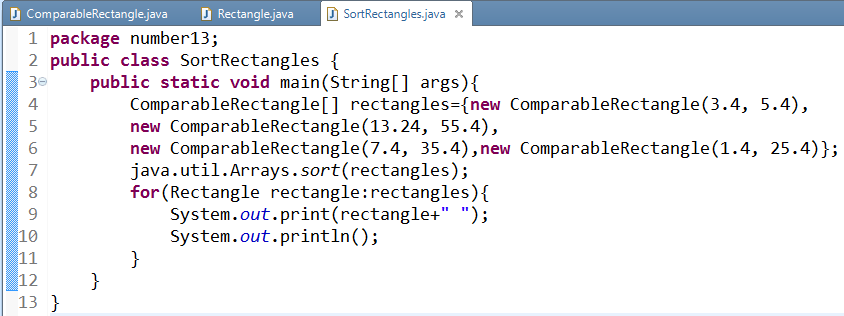 ComparableRectangle.java Rectangle.java SortRectangles.java
1 package number13;
2 public class SortRectangles {
3 public static void main(String[] args){
4 ComparableRectangle[] rectangles={new ComparableRectangle(3.4, 5.4),
5 new ComparableRectangle(13.24, 55.4),
6 new ComparableRectangle(7.4, 35.4),new ComparableRectangle(1.4, 25.4)};
7 java.util.Arrays.sort(rectangles);
8 for(Rectangle rectangle:rectangles){
9 System.out.print(rectangle+" ");
10 System.out.println();
11 }
12 }
13 }